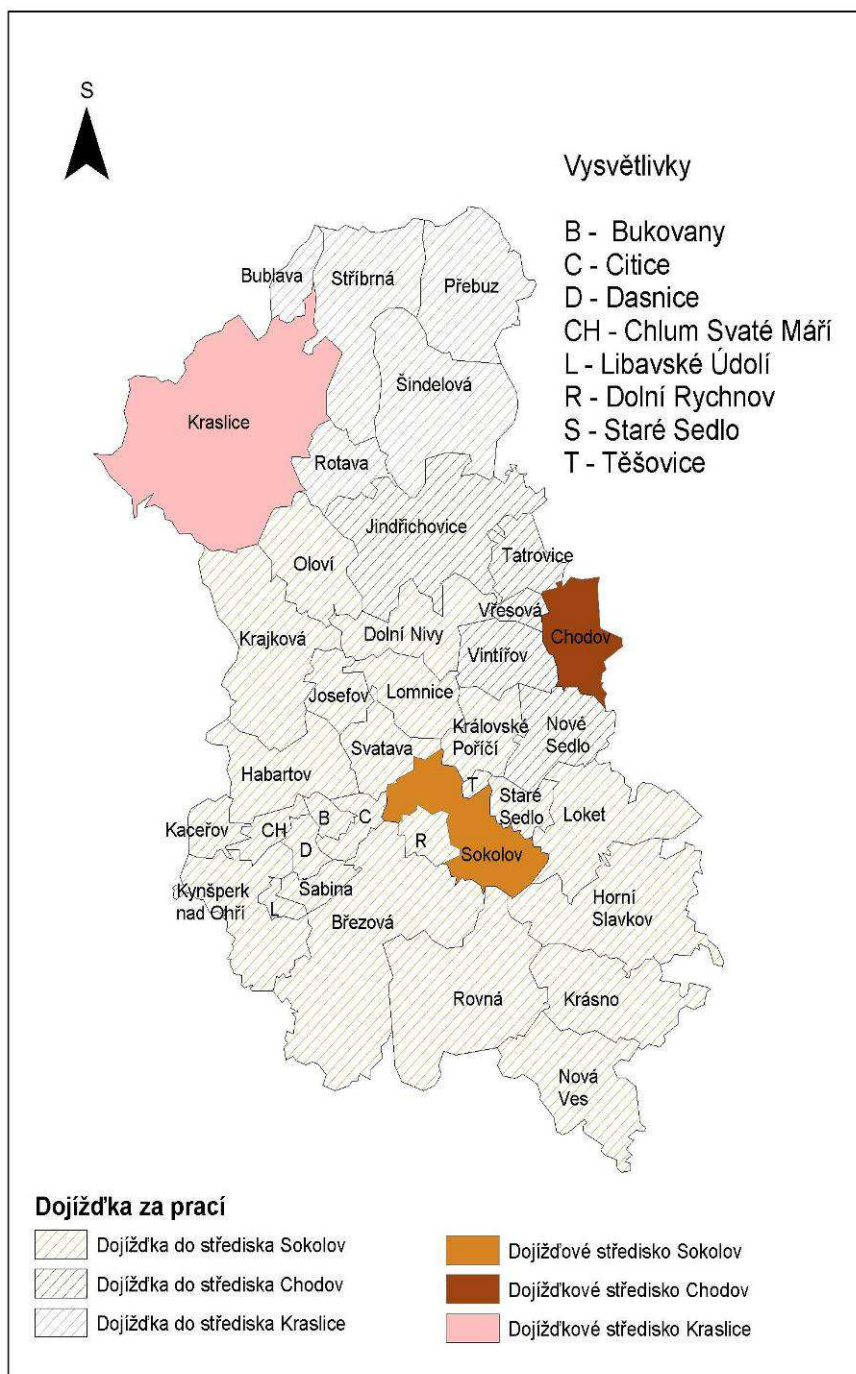 S
Vysvětlivky
B - Bukovany
C - Citice
D - Dasnice
CH - Chlum Svaté Máří
L - Libavské Údolí
R - Dolní Rychnov
S - Staré Sedlo
T - Těšovice
Bublava
Stříbrná
Přebuz
Kraslice
Šindelová
Rotava
Jindřichovice
Oloví
Tatrovice
Vřesová
Chodov
Krajková
Dolní Nivy
Vintířov
Josefov
Lomnice
Královské
Poříčí
Nové
Sedlo
Svatava
Habartov
T
Staré
Sedlo
Loket
Kaceřov
CH
B
C
D
R
Sokolov
Kynšperk
nad Ohří
L
Šabina
Březová
Horní
Slavkov
Rovná
Krásno
Nová
Ves
Dojížďka za prací
Dojížďka do střediska Sokolov
Dojížďka do střediska Chodov
Dojížďka do střediska Kraslice
Dojížďové středisko Sokolov
Dojížďkové středisko Chodov
Dojížďkové středisko Kraslice